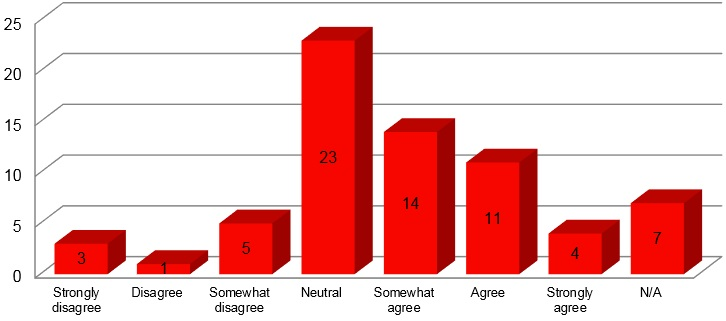 25
20
15
10
5
0
3
1
5
23
14
11
4
7
Strongly disagree
Disagree
Somewhat disagree
Neutral
Somewhat agree
Agree
Strongly agree
N/A